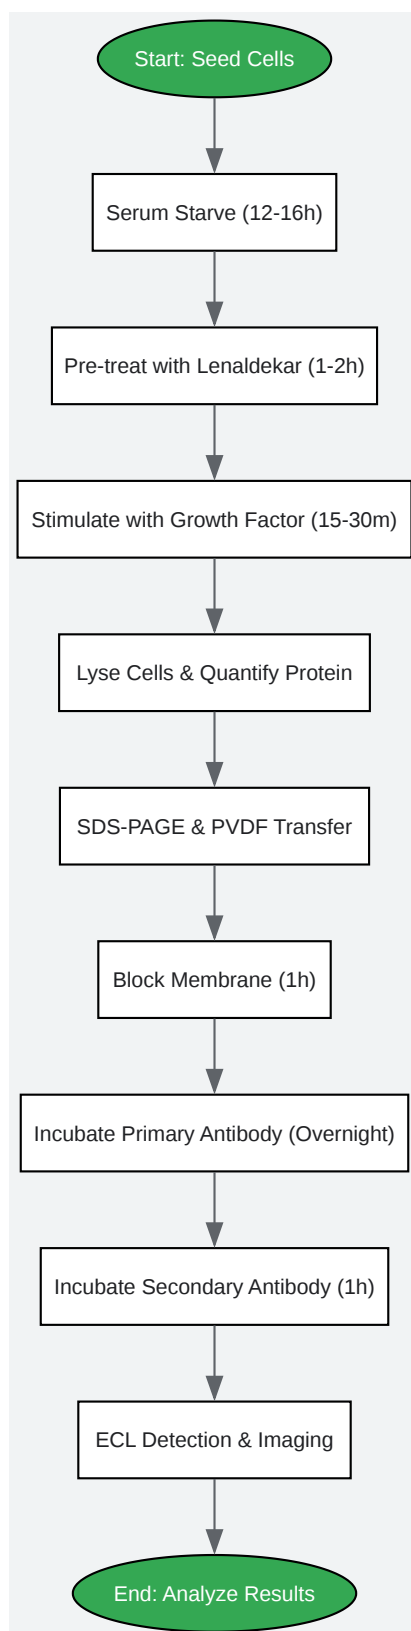 Start: Seed Cells
Serum Starve (12-16h)
Pre-treat with Lenaldekar (1-2h)
Stimulate with Growth Factor (15-30m)
Lyse Cells & Quantify Protein
SDS-PAGE & PVDF Transfer
Block Membrane (1h)
Incubate Primary Antibody (Overnight)
Incubate Secondary Antibody (1h)
ECL Detection & Imaging
End: Analyze Results